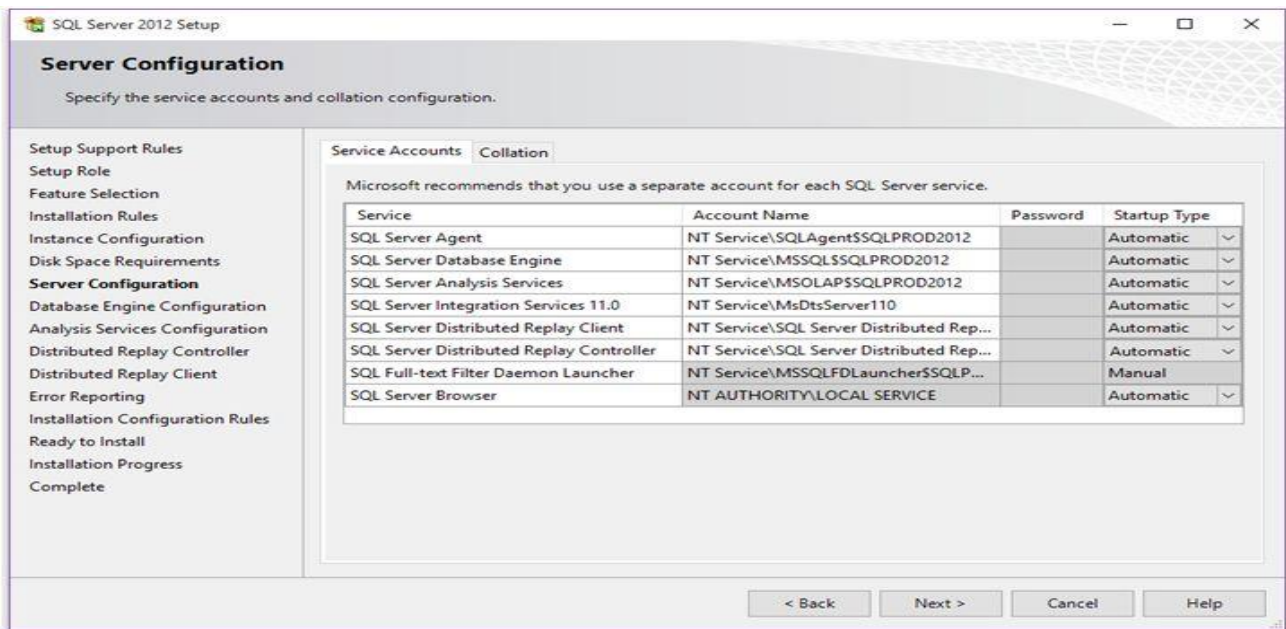 SQL Server 2012 Setup
Server Configuration
Specify the service accounts and collation configuration.
Setup Support Rules
Setup Role
Feature Selection
Installation Rules
Instance Configuration
Disk Space Requirements
Server Configuration
Database Engine Configuration
Analysis Services Configuration
Distributed Replay Controller
Distributed Replay Client
Error Reporting
Installation Configuration Rules
Ready to Install
Installation Progress
Complete
Service Accounts Collation
Microsoft recommends that you use a separate account for each SQL Server service.
Service Account Name Password Startup Type
SQL Server Agent NT Service\SQLAgent$SQLPROD2012 Automatic
SQL Server Database Engine NT Service\MSSQL$SQLPROD2012 Automatic
SQL Server Analysis Services NT Service\MSOLAP$SQLPROD2012 Automatic
SQL Server Integration Services 11.0 NT Service\MsDtsServer110 Automatic
SQL Server Distributed Replay Client NT Service\SQL Server Distributed Rep... Automatic
SQL Server Distributed Replay Controller NT Service\SQL Server Distributed Rep... Automatic
SQL Full-text Filter Daemon Launcher NT Service\MSSQLFDLauncher$SQLP... Manual
SQL Server Browser NT AUTHORITY\LOCAL SERVICE Automatic
< Back Next > Cancel Help